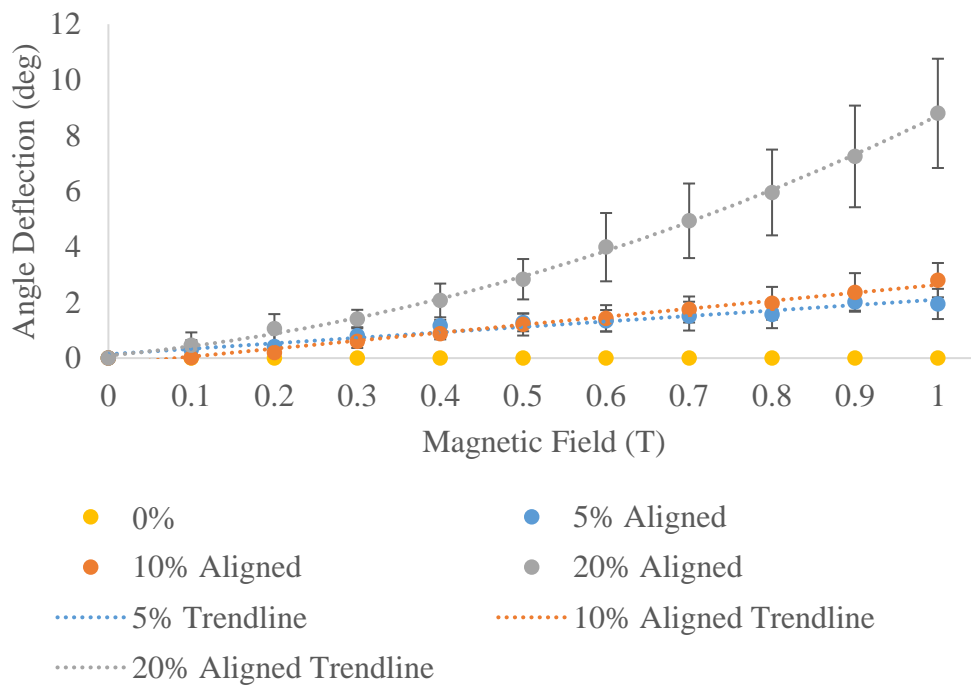 12
10
8
6
4
2
0
Angle Deflection (deg)
0 0.1 0.2 0.3 0.4 0.5 0.6 0.7 0.8 0.9 1
Magnetic Field (T)
0% 5% Aligned
10% Aligned 20% Aligned
5% Trendline 10% Aligned Trendline
20% Aligned Trendline